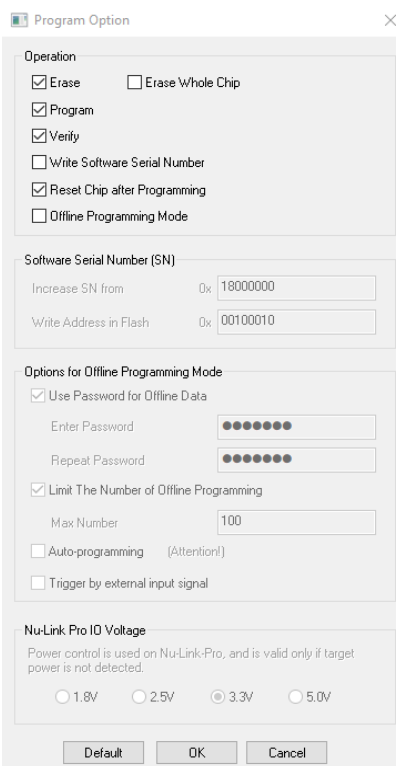 Program Option
Operation
Erase Erase Whole Chip
Program
Verify
Write Software Serial Number
Reset Chip after Programming
Offline Programming Mode
Software Serial Number (SN)
Increase SN from 0x 18000000
Write Address in Flash 0x 00100010
Options for Offline Programming Mode
Use Password for Offline Data
Enter Password ●●●●●●●
Repeat Password ●●●●●●●
Limit The Number of Offline Programming
Max Number 100
Auto-programming (Attention!)
Trigger by external input signal
Nu-Link Pro IO Voltage
Power control is used on Nu-Link-Pro, and is valid only if target
power is not detected.
1.8V 2.5V 3.3V 5.0V
Default OK Cancel